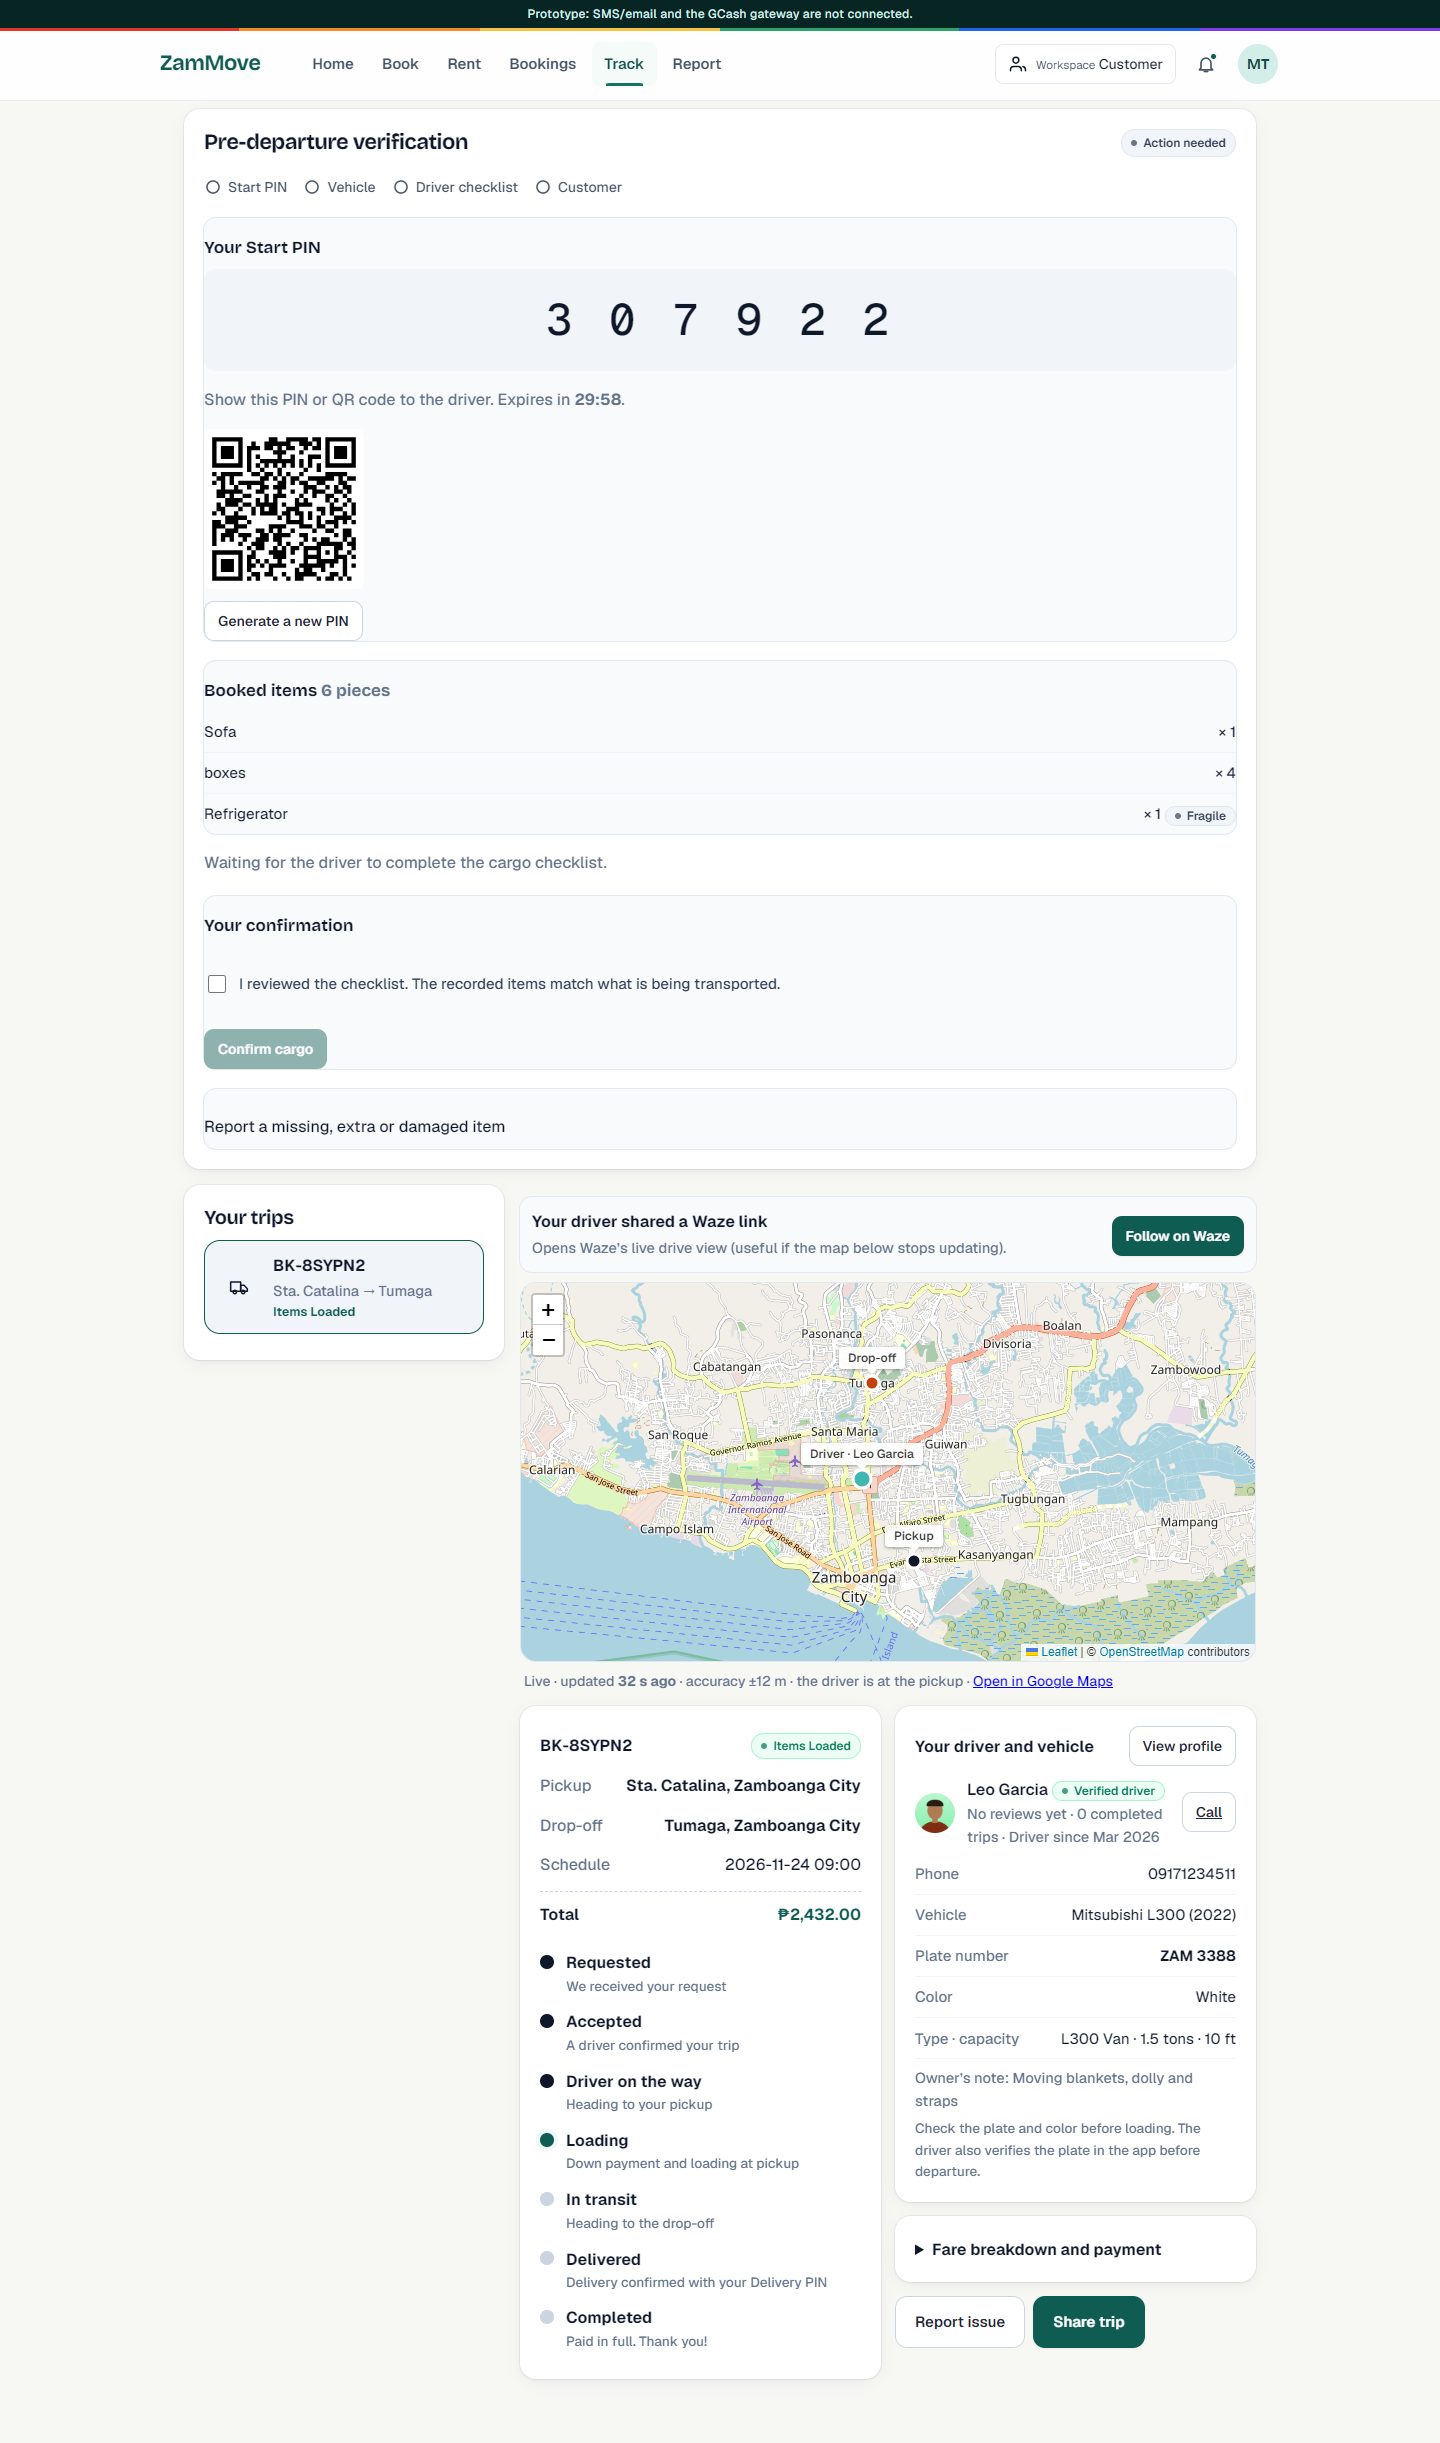 Prototype: SMS/email and the GCash gateway are not connected.
ZamMove
Home
Book
Rent
Bookings
Track
Report
Workspace Customer
MT
Pre-departure verification
Action needed
Start PIN
Vehicle
Driver checklist
Customer
Your Start PIN
3 0 7 9 2 2
Show this PIN or QR code to the driver. Expires in 29:58.
Generate a new PIN
Booked items 6 pieces
Sofa
× 1
boxes
× 4
Refrigerator
× 1 Fragile
Waiting for the driver to complete the cargo checklist.
Your confirmation
I reviewed the checklist. The recorded items match what is being transported.
Confirm cargo
Report a missing, extra or damaged item
Your trips
BK-8SYPN2
Sta. Catalina → Tumaga
Items Loaded
Your driver shared a Waze link
Opens Waze's live drive view (useful if the map below stops updating).
Follow on Waze
+
−
Pasonanca
Boalan
Divisoria
Cabatangan
Drop-off
Zambowood
San Roque
Governor Ramos Avenue
Santa Maria
Guiwan
Driver · Leo Garcia
Calarian
San Jose Street
Zamboanga
International
Airport
Tugbungan
Campo Islam
San Jose Road
Mampang
Pickup
Kasanyangan
Zamboanga
City
Island
Leaflet | © OpenStreetMap contributors
Live · updated 32 s ago · accuracy ±12 m · the driver is at the pickup · Open in Google Maps
BK-8SYPN2
Items Loaded
Pickup
Sta. Catalina, Zamboanga City
Drop-off
Tumaga, Zamboanga City
Schedule
2026-11-24 09:00
Total
₱2,432.00
Requested
We received your request
Accepted
A driver confirmed your trip
Driver on the way
Heading to your pickup
Loading
Down payment and loading at pickup
In transit
Heading to the drop-off
Delivered
Delivery confirmed with your Delivery PIN
Completed
Paid in full. Thank you!
Your driver and vehicle
View profile
Leo Garcia Verified driver
No reviews yet · 0 completed
trips · Driver since Mar 2026
Call
Phone
09171234511
Vehicle
Mitsubishi L300 (2022)
Plate number
ZAM 3388
Color
White
Type · capacity
L300 Van · 1.5 tons · 10 ft
Owner's note: Moving blankets, dolly and
straps
Check the plate and color before loading. The
driver also verifies the plate in the app before
departure.
Fare breakdown and payment
Report issue
Share trip